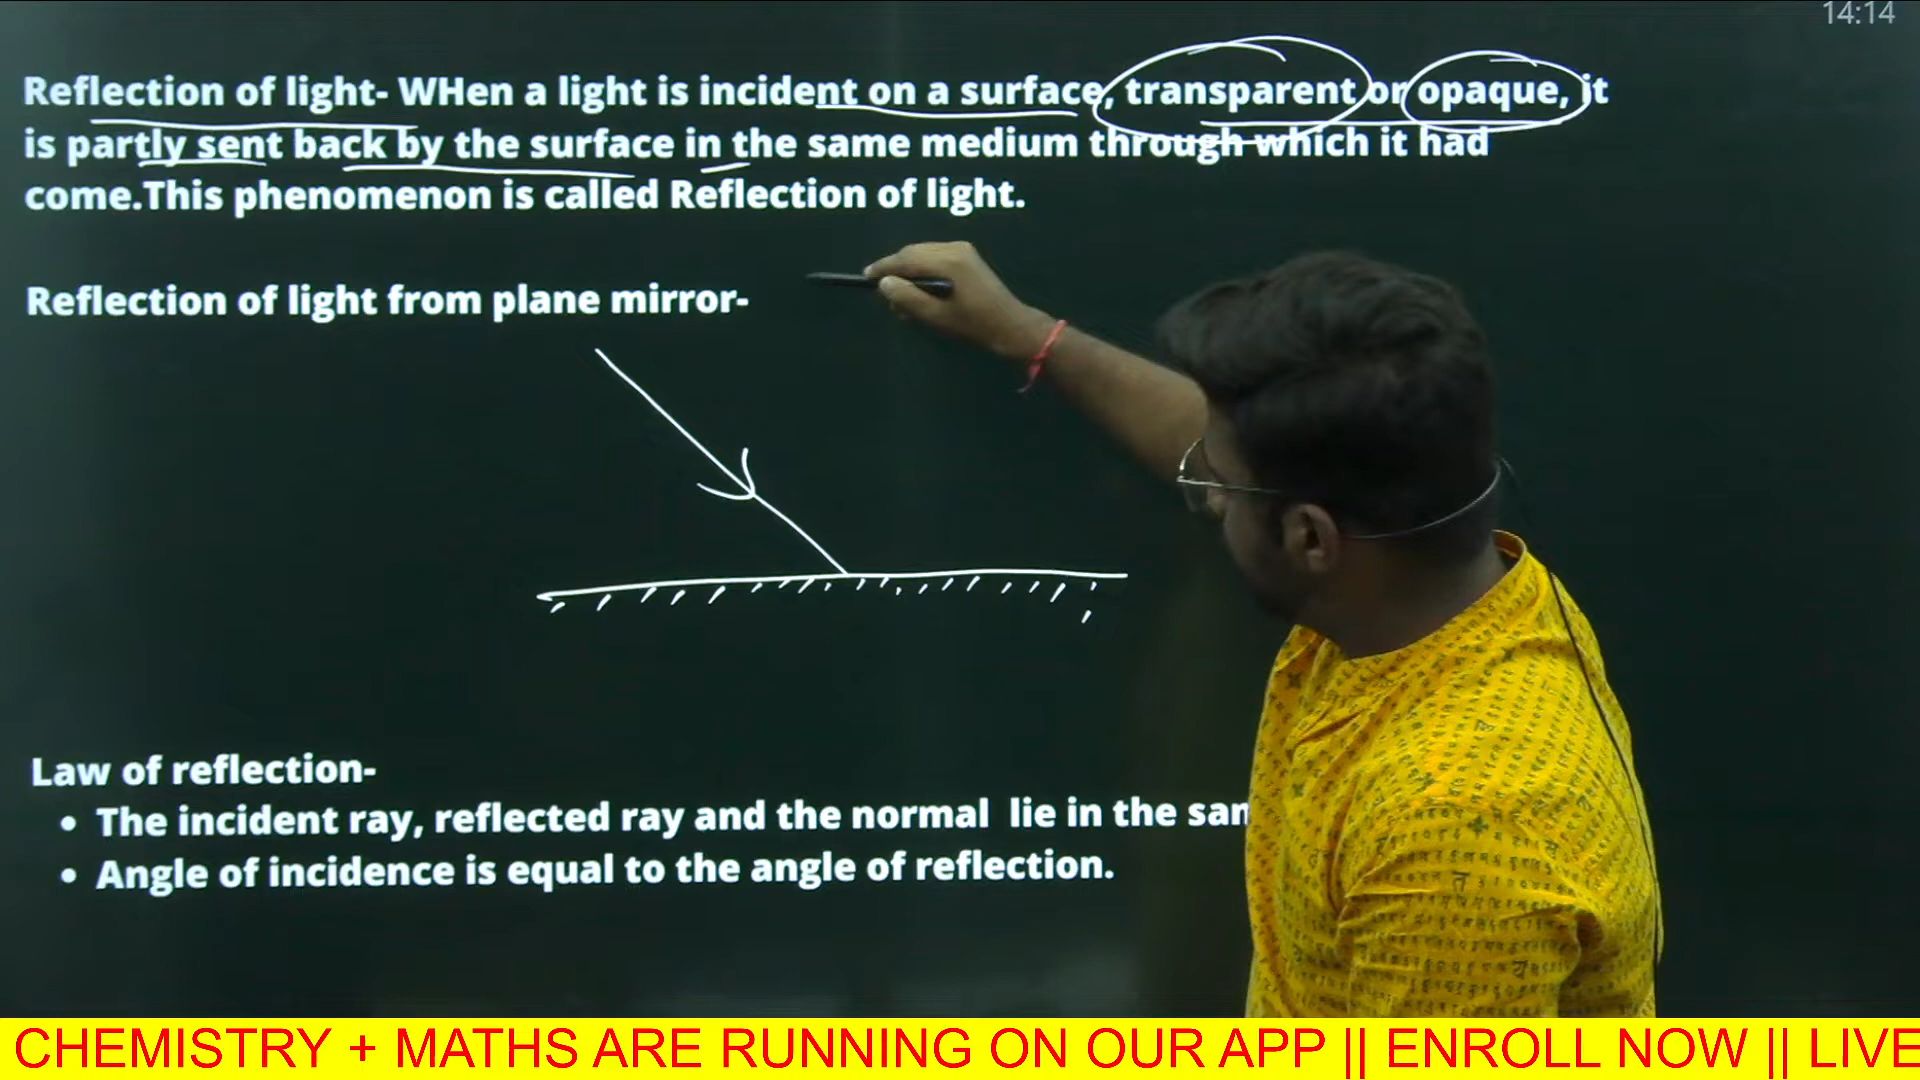 14:14
Reflection of light- WHen a light is incident on a surface, transparent or opaque, it
is partly sent back by the surface in the same medium through which it had
come.This phenomenon is called Reflection of light.
Reflection of light from plane mirror-
Law of reflection-
• The incident ray, reflected ray and the normal lie in the
• Angle of incidence is equal to the angle of reflection.
CHEMISTRY + MATHS ARE RUNNING ON OUR APP || ENROLL NOW || LIVE